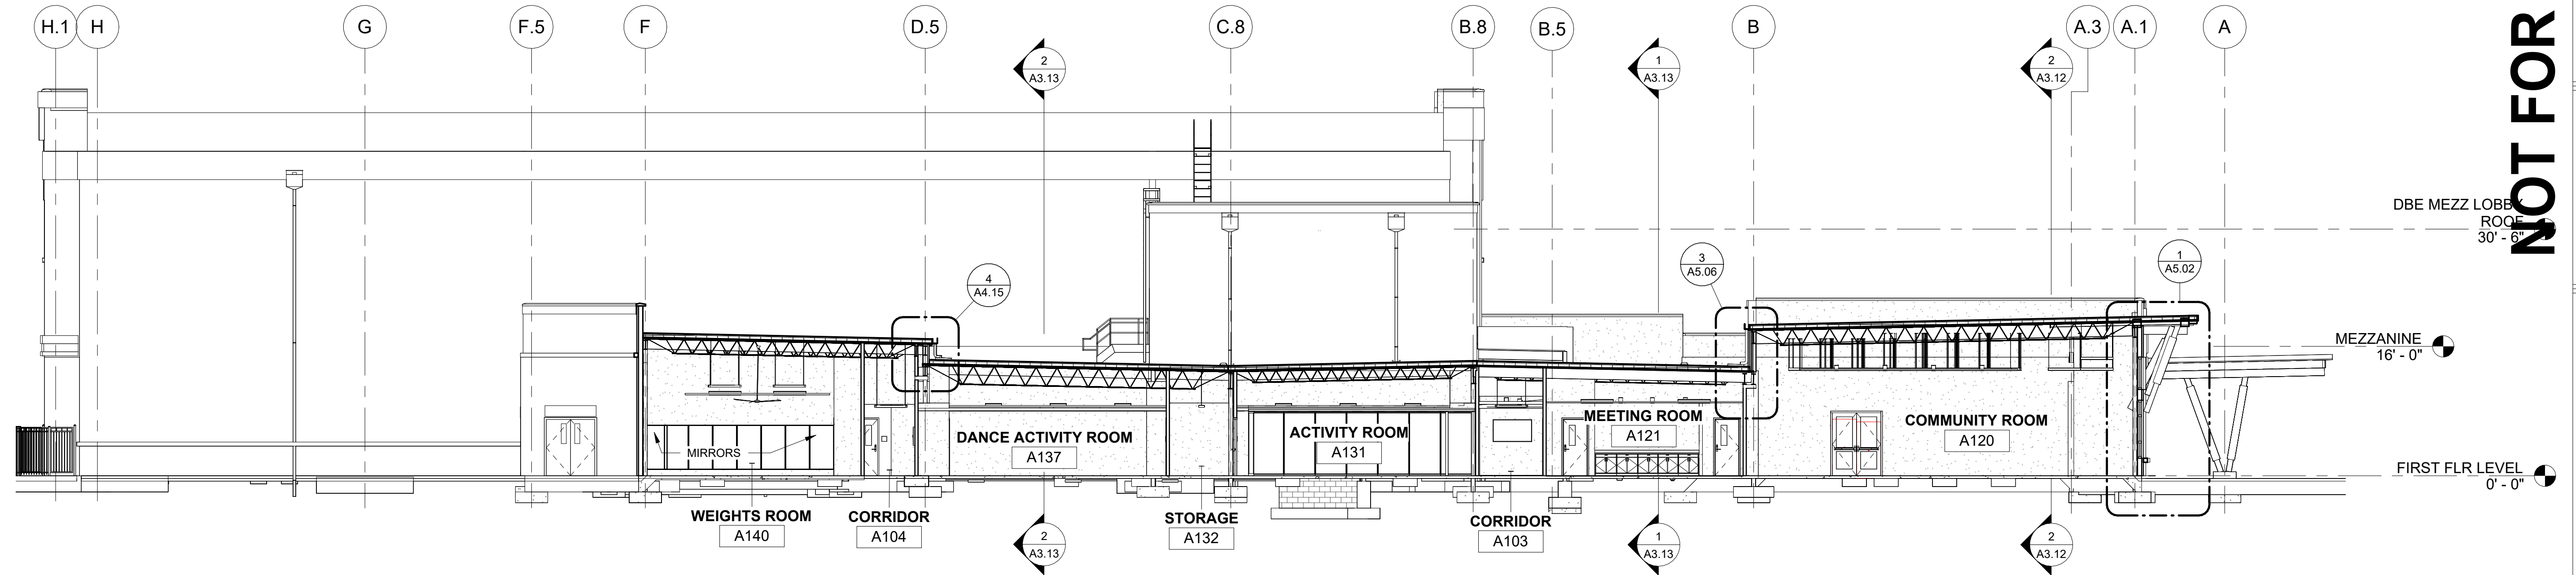 H.1
H
G
F.5
F
D.5
C.8
B.8
B.5
B
A.3
A.1
A
NOT FOR
2
A3.13
1
A3.13
2
A3.12
DBE MEZZ LOBBY
ROOF
30' - 6"
4
A4.15
3
A5.06
1
A5.02
MEZZANINE
16' - 0"
MIRRORS
DANCE ACTIVITY ROOM
A137
ACTIVITY ROOM
A131
MEETING ROOM
A121
COMMUNITY ROOM
A120
FIRST FLR LEVEL
0' - 0"
WEIGHTS ROOM
A140
CORRIDOR
A104
STORAGE
A132
CORRIDOR
A103
2
A3.13
1
A3.13
2
A3.12